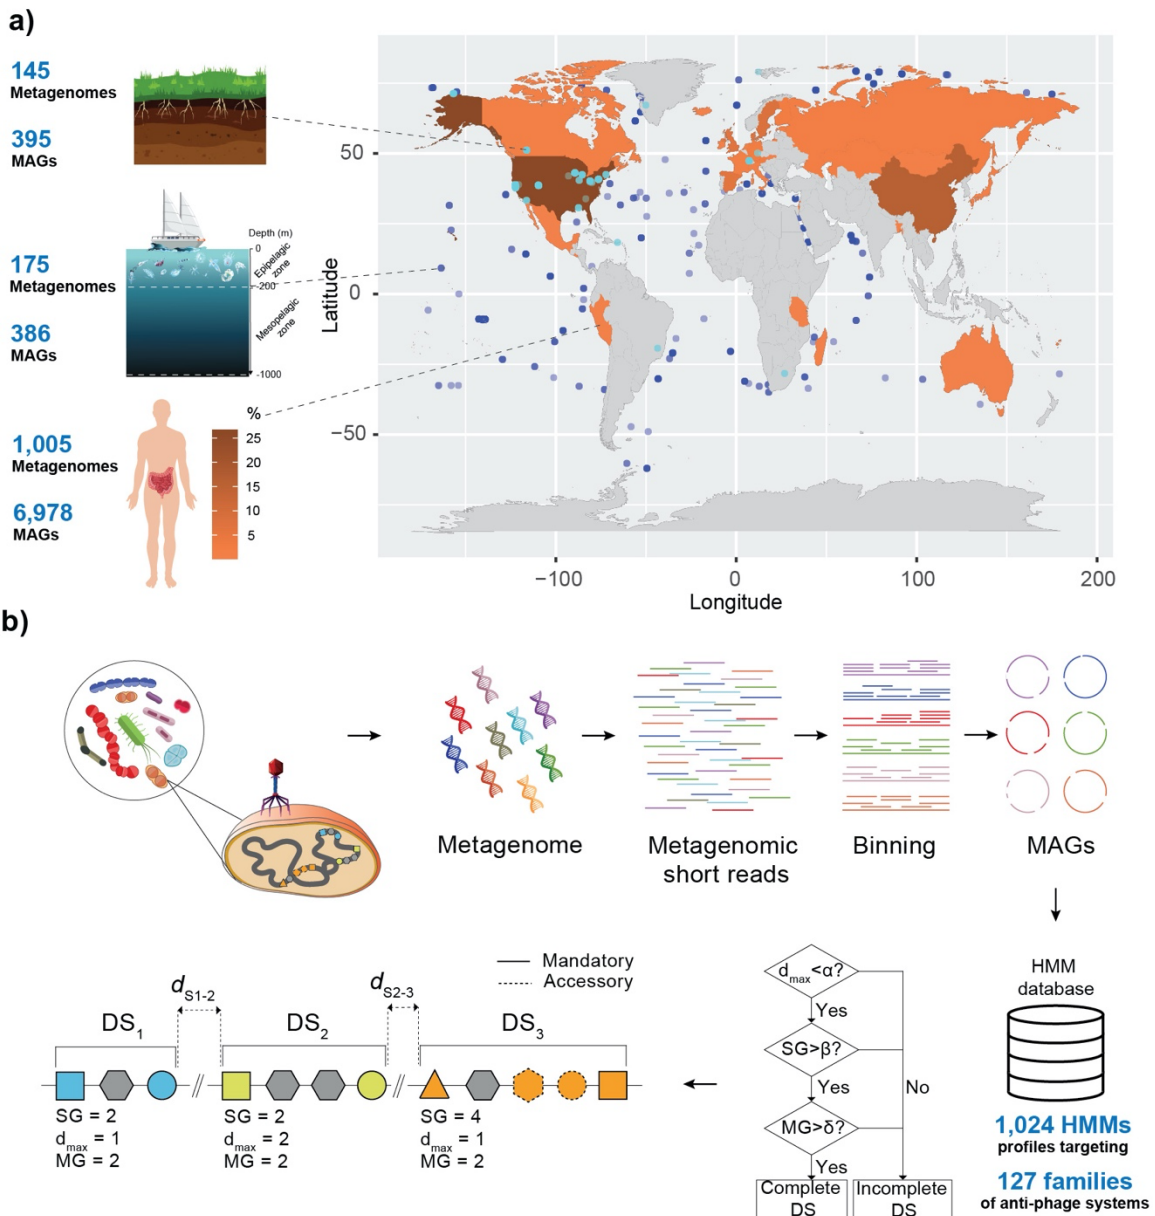 a)
145
Metagenomes
395
MAGs
175
Metagenomes
386
MAGs
Depth (m)
0
Epipelagic
zone
-200
Mesopelagic
zone
-1000
1,005
Metagenomes
6,978
MAGs
%
25
20
15
10
5
Latitude
50
0
−50
−100
0
100
200
Longitude
b)
Metagenome
Metagenomic
short reads
Binning
MAGs
HMM
database
1,024 HMMs
profiles targeting
127 families
of anti-phage systems
dmax<α?
Yes
SG>β?
Yes
No
MG>δ?
Yes
Complete
DS
Incomplete
DS
Mandatory
Accessory
dS1-2
dS2-3
DS1
DS2
DS3
SG = 2
dmax = 1
MG = 2
SG = 2
dmax = 2
MG = 2
SG = 4
dmax = 1
MG = 2